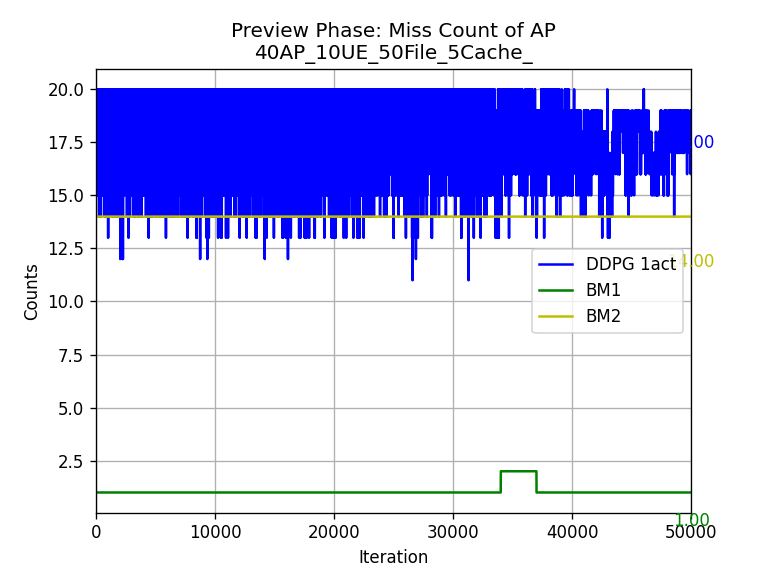 Preview Phase: Miss Count of AP
40AP_10UE_50File_5Cache_
20.0
17.5
15.0
12.5
10.0
7.5
5.0
2.5
Counts
0
10000
20000
30000
40000
50000
Iteration
DDPG 1act
BM1
BM2
1.00